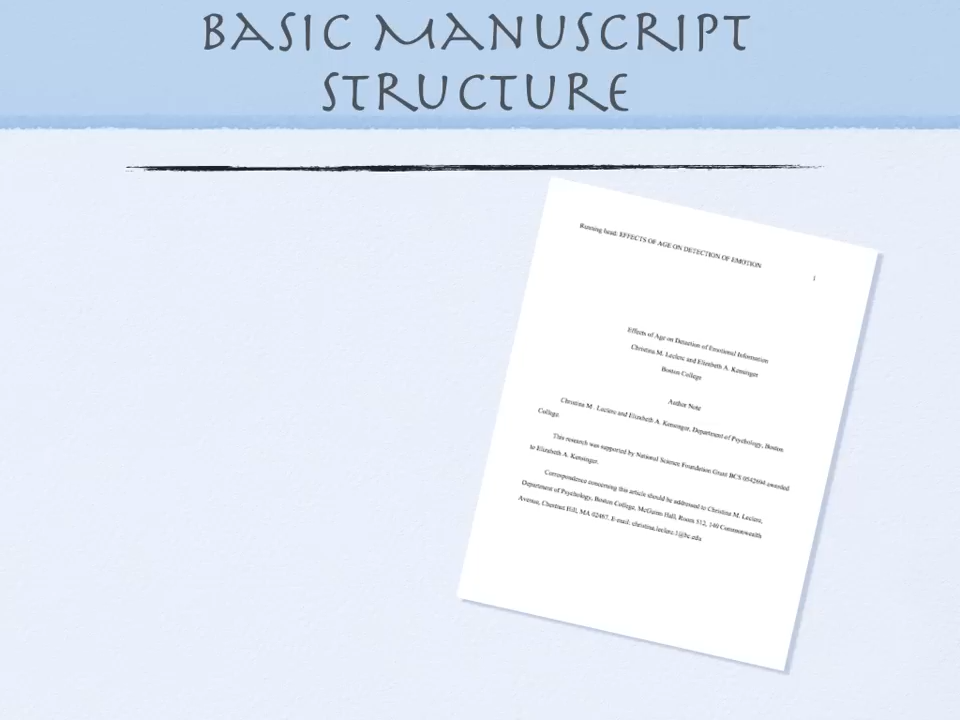 BASIC MANUSCRIPT
STRUCTURE
Running head: EFFECTS OF AGE ON DETECTION OF EMOTION
1
Effects of Age on Detection of Emotional Information
Christina M. Leclerc and Elizabeth A. Kensinger
Boston College
Author Note
Christina M. Leclerc and Elizabeth A. Kensinger, Department of Psychology, Boston
College.
This research was supported by National Science Foundation Grant BCS 0542694 awarded
to Elizabeth A. Kensinger.
Correspondence concerning this article should be addressed to Christina M. Leclerc,
Department of Psychology, Boston College, McGuinn Hall, Room 512, 140 Commonwealth
Avenue, Chestnut Hill, MA 02467. E-mail: christina.leclerc.1@bc.edu